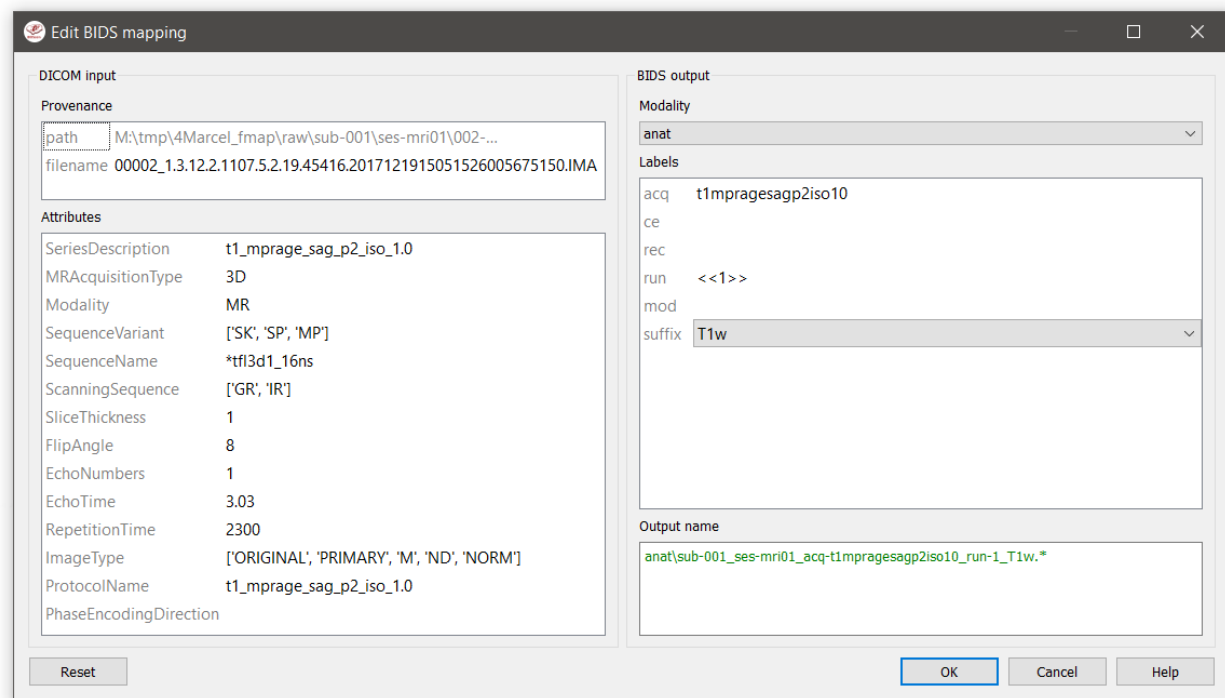 Edit BIDS mapping
DICOM input
Provenance
path M:\tmp\4Marcel_fmap\raw\sub-001\ses-mri01\002-...
filename 00002_1.3.12.2.1107.5.2.19.45416.2017121915051526005675150.IMA
Attributes
SeriesDescription t1_mprage_sag_p2_iso_1.0
MRAcquisitionType 3D
Modality MR
SequenceVariant ['SK', 'SP', 'MP']
SequenceName *tfl3d1_16ns
ScanningSequence ['GR', 'IR']
SliceThickness 1
FlipAngle 8
EchoNumbers 1
EchoTime 3.03
RepetitionTime 2300
ImageType ['ORIGINAL', 'PRIMARY', 'M', 'ND', 'NORM']
ProtocolName t1_mprage_sag_p2_iso_1.0
PhaseEncodingDirection
BIDS output
Modality
anat
Labels
acq t1mpragesagp2iso10
ce
rec
run <<1>>
mod
suffix T1w
Output name
anat\sub-001_ses-mri01_acq-t1mpragesagp2iso10_run-1_T1w.*
Reset
OK
Cancel
Help